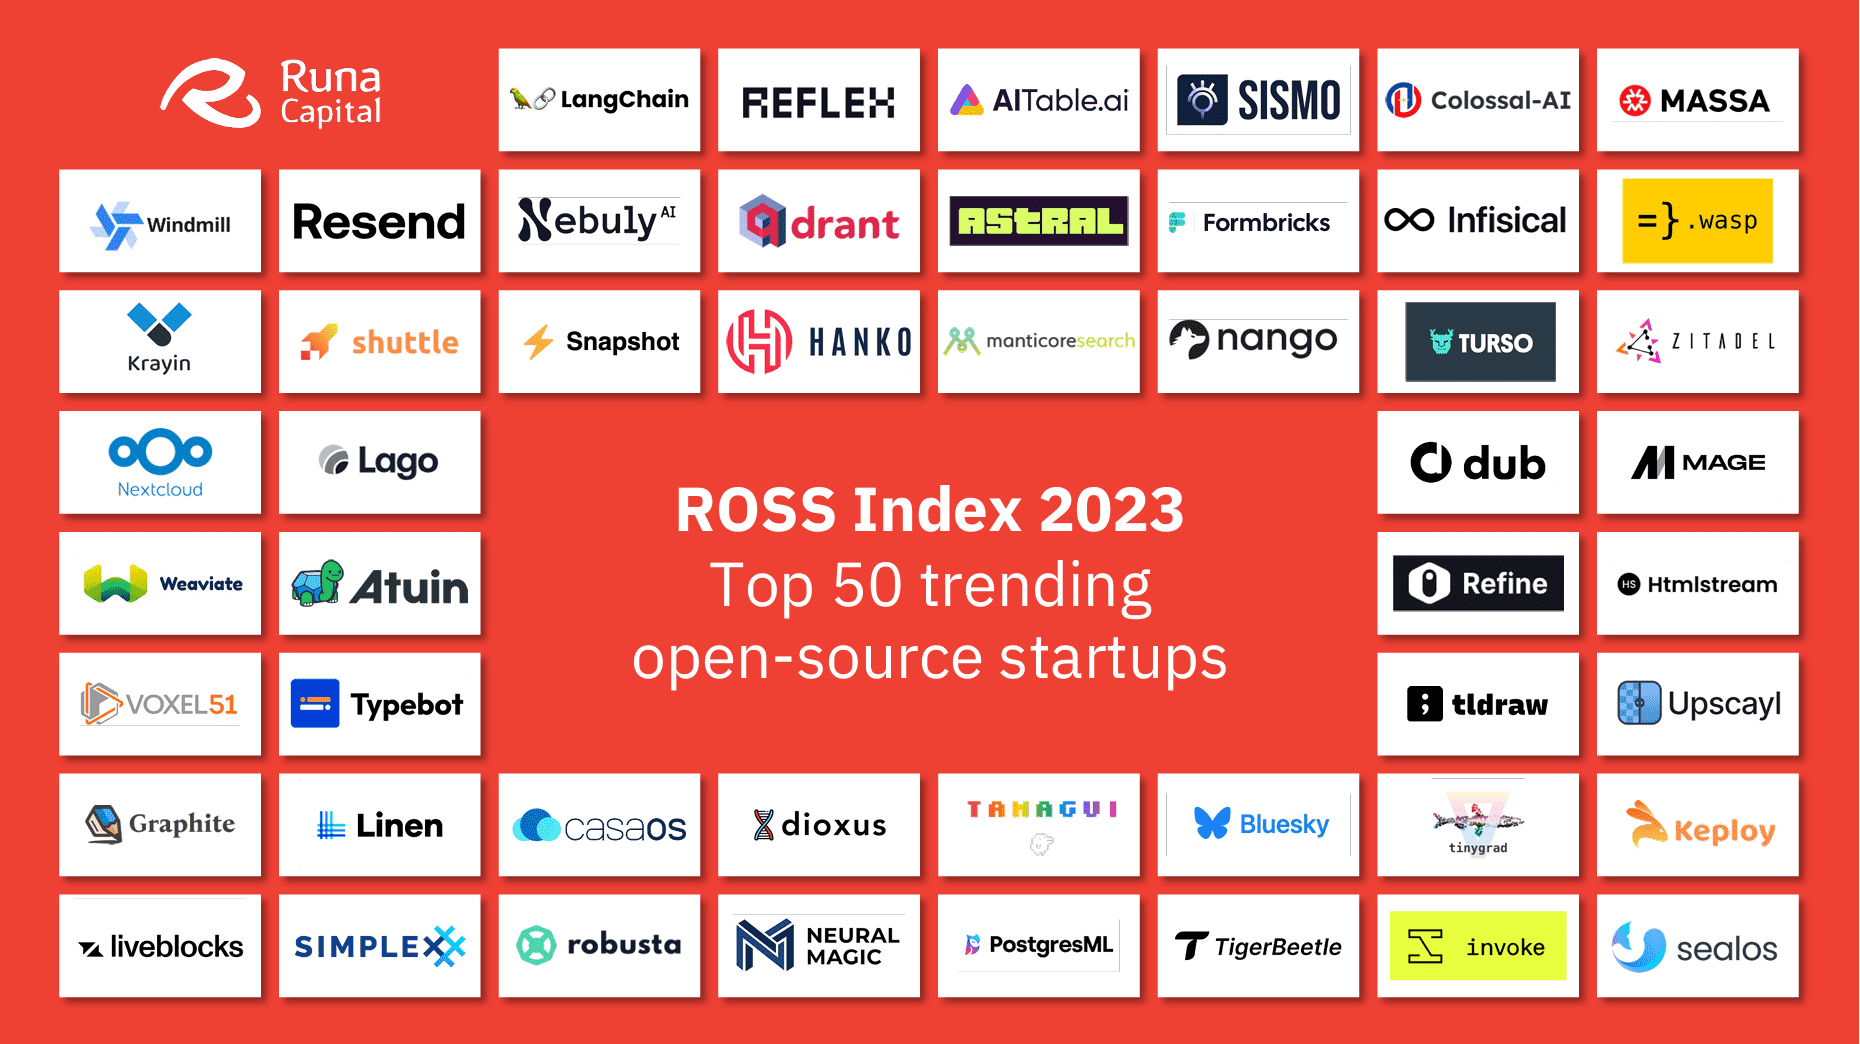 Runa
Capital
LangChain
REFLEX
AITable.ai
SISMO
Colossal-AI
MASSA
Windmill
Resend
Nebuly AI
qdrant
ASTRAL
Formbricks
Infisical
=} .wasp
Krayin
shuttle
Snapshot
HANKO
manticoresearch
nango
TURSO
ZITADEL
Nextcloud
Lago
dub
MAGE
ROSS Index 2023
Top 50 trending
open-source startups
Weaviate
Atuin
Refine
HS Htmlstream
VOXEL51
Typebot
tldraw
Upscayl
Graphite
Linen
casaOS
dioxus
TAMAGUI
Bluesky
tinygrad
Keploy
liveblocks
SIMPLEX
robusta
NEURAL
MAGIC
PostgresML
TigerBeetle
invoke
sealos